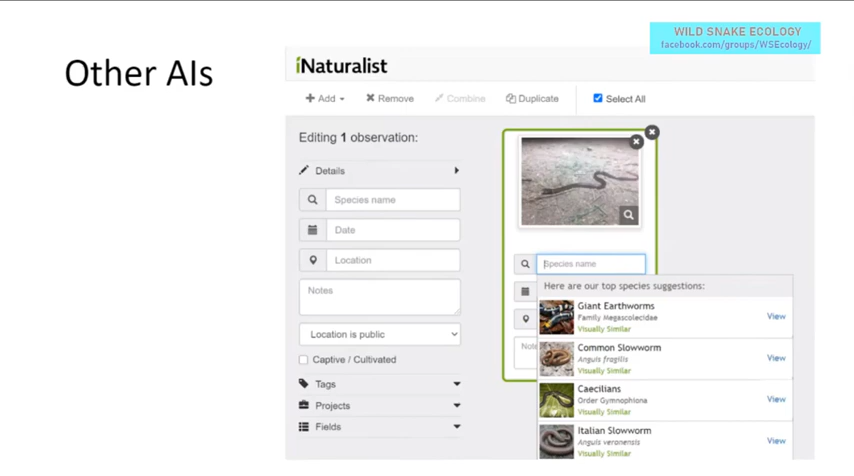 WILD SNAKE ECOLOGY
facebook.com/groups/WSEcology/
Other AIs
iNaturalist
Add
Remove
Combine
Duplicate
Select All
Editing 1 observation:
Details
Species name
Date
Location
Notes
Location is public
Captive / Cultivated
Tags
Projects
Fields
Species name
Here are our top species suggestions:
Giant Earthworms
Family Megascolecidae
Visually Similar
View
Common Slowworm
Anguis fragilis
Visually Similar
View
Caecilians
Order Gymnophiona
Visually Similar
View
Italian Slowworm
Anguis veronensis
Visually Similar
View